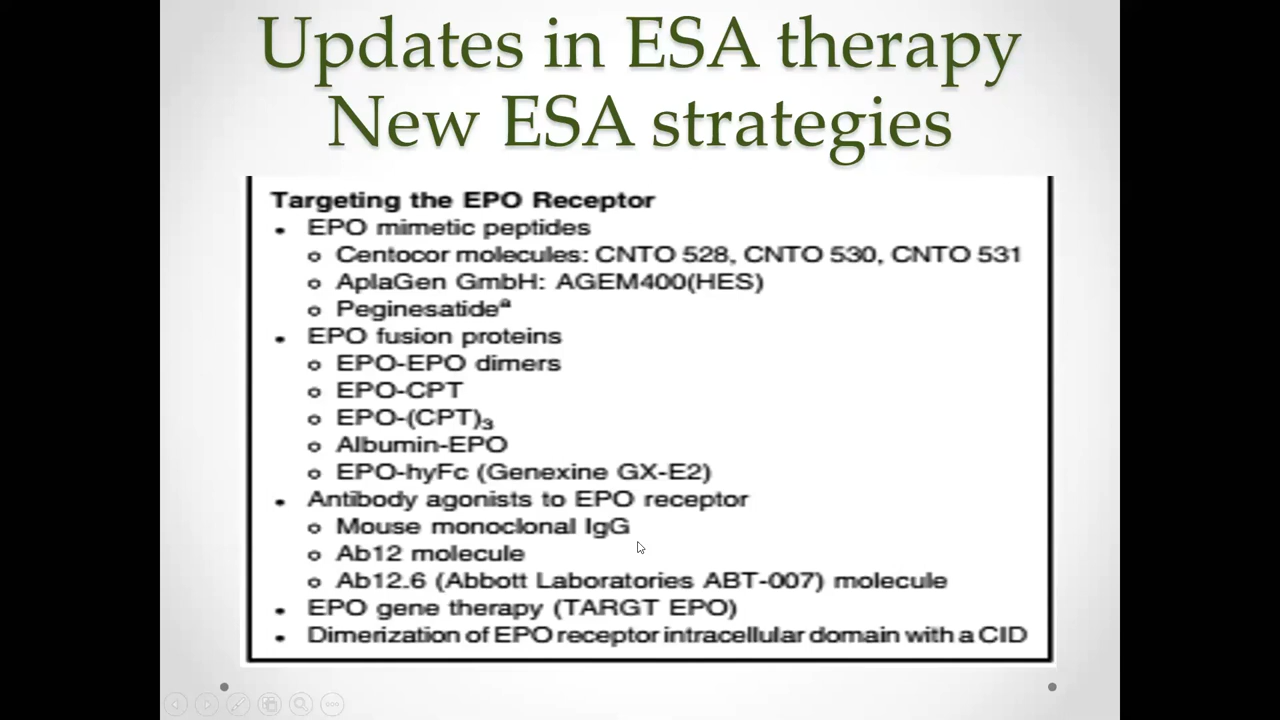 Updates in ESA therapy
New ESA strategies
Targeting the EPO Receptor
• EPO mimetic peptides
o Centocor molecules: CNTO 528, CNTO 530, CNTO 531
o AplaGen GmbH: AGEM400(HES)
o Peginesatideᵃ
• EPO fusion proteins
o EPO-EPO dimers
o EPO-CPT
o EPO-(CPT)₃
o Albumin-EPO
o EPO-hyFc (Genexine GX-E2)
• Antibody agonists to EPO receptor
o Mouse monoclonal IgG
o Ab12 molecule
o Ab12.6 (Abbott Laboratories ABT-007) molecule
• EPO gene therapy (TARGT EPO)
• Dimerization of EPO receptor intracellular domain with a CID